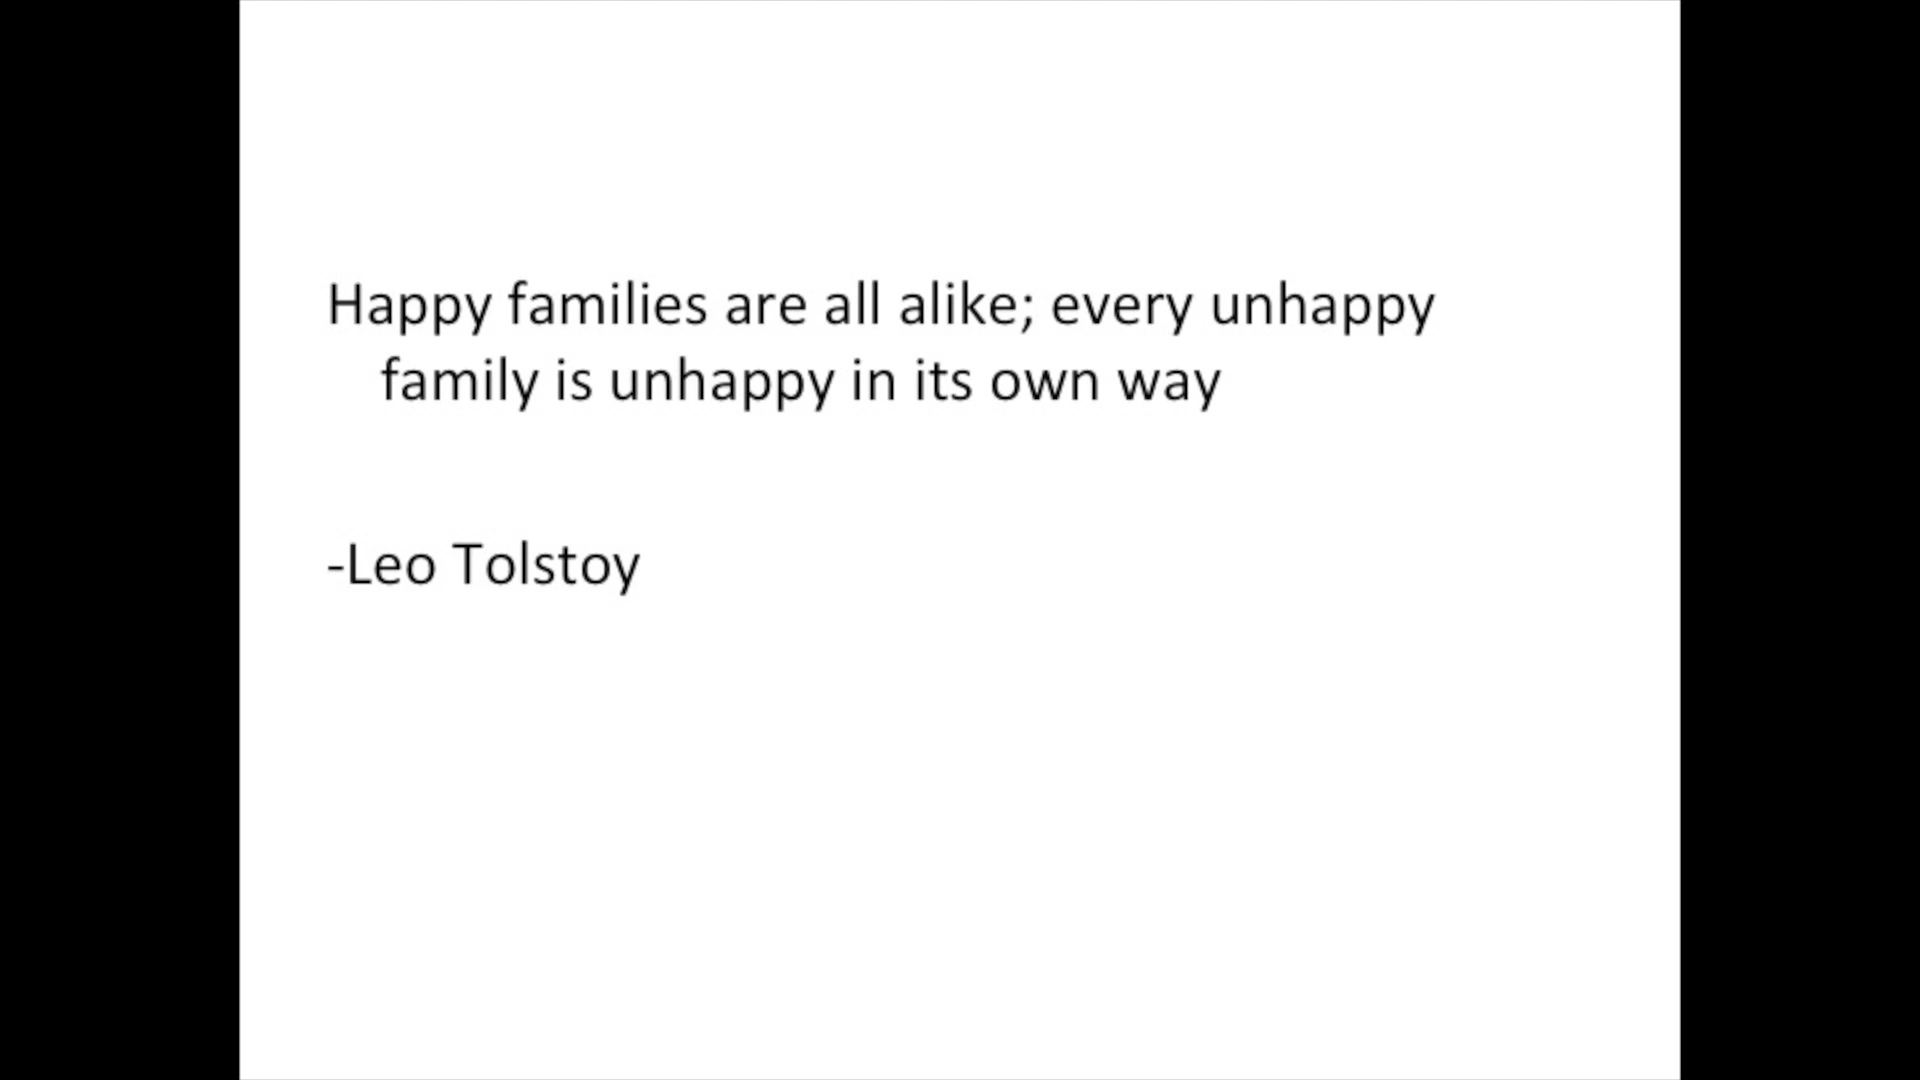 Happy families are all alike; every unhappy
family is unhappy in its own way
-Leo Tolstoy